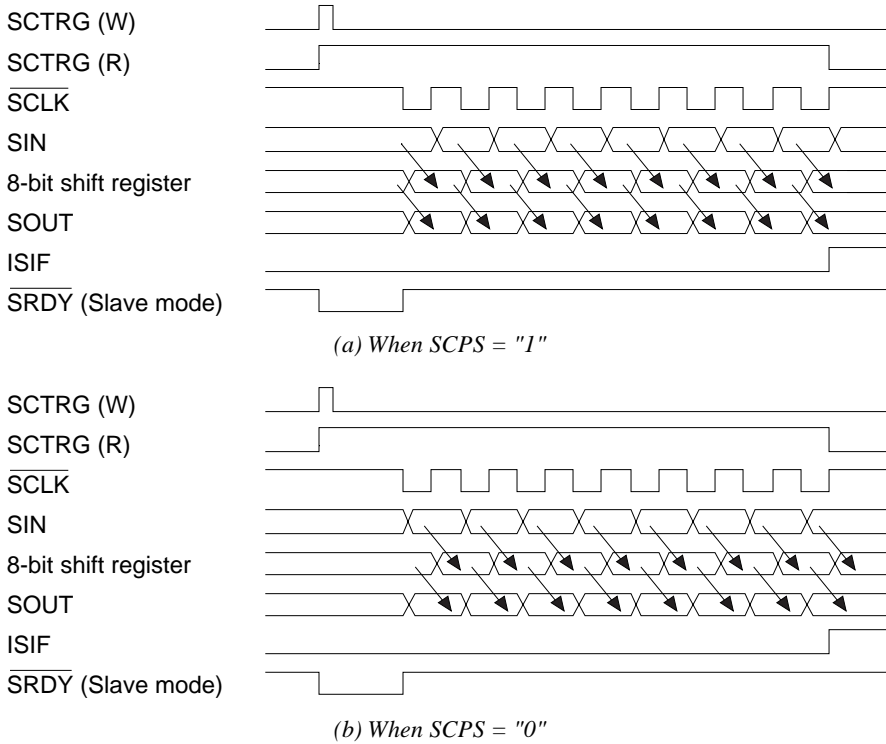 SCTRG (W)
SCTRG (R)
SCLK
SIN
8-bit shift register
SOUT
ISIF
SRDY (Slave mode)
(a) When SCPS = "1"
SCTRG (W)
SCTRG (R)
SCLK
SIN
8-bit shift register
SOUT
ISIF
SRDY (Slave mode)
(b) When SCPS = "0"